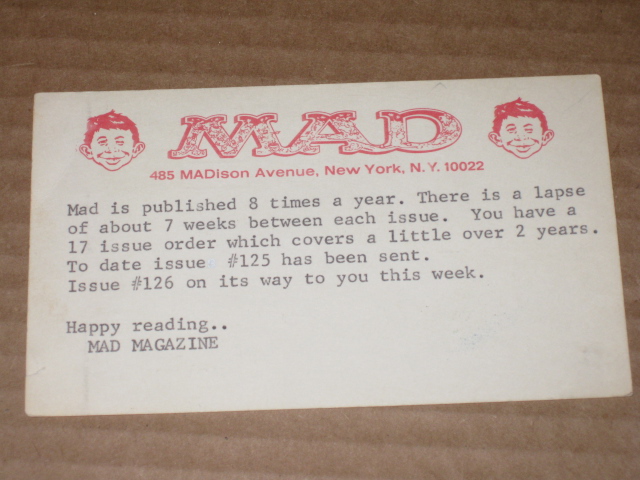 MAD
485 MADison Avenue, New York, N.Y. 10022
Mad is published 8 times a year. There is a lapse
of about 7 weeks between each issue. You have a
17 issue order which covers a little over 2 years.
To date issue #125 has been sent.
Issue #126 on its way to you this week.
Happy reading..
MAD MAGAZINE